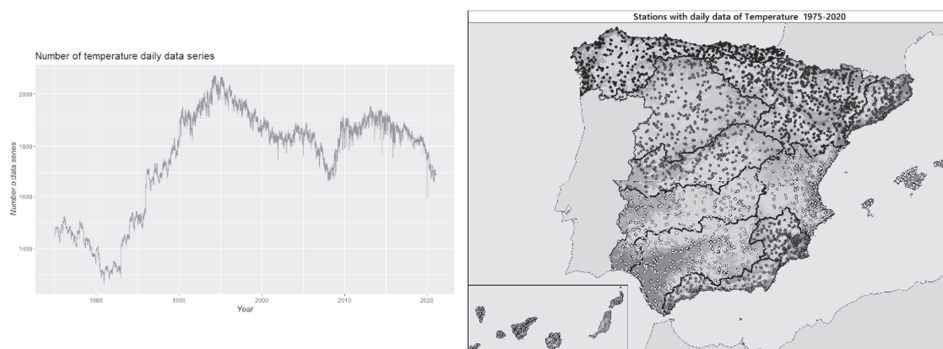 Number of temperature daily data series
Number o data series
2000
1800
1600
1400
1980
1990
2000
2010
2020
Year
Stations with daily data of Temperature 1975-2020